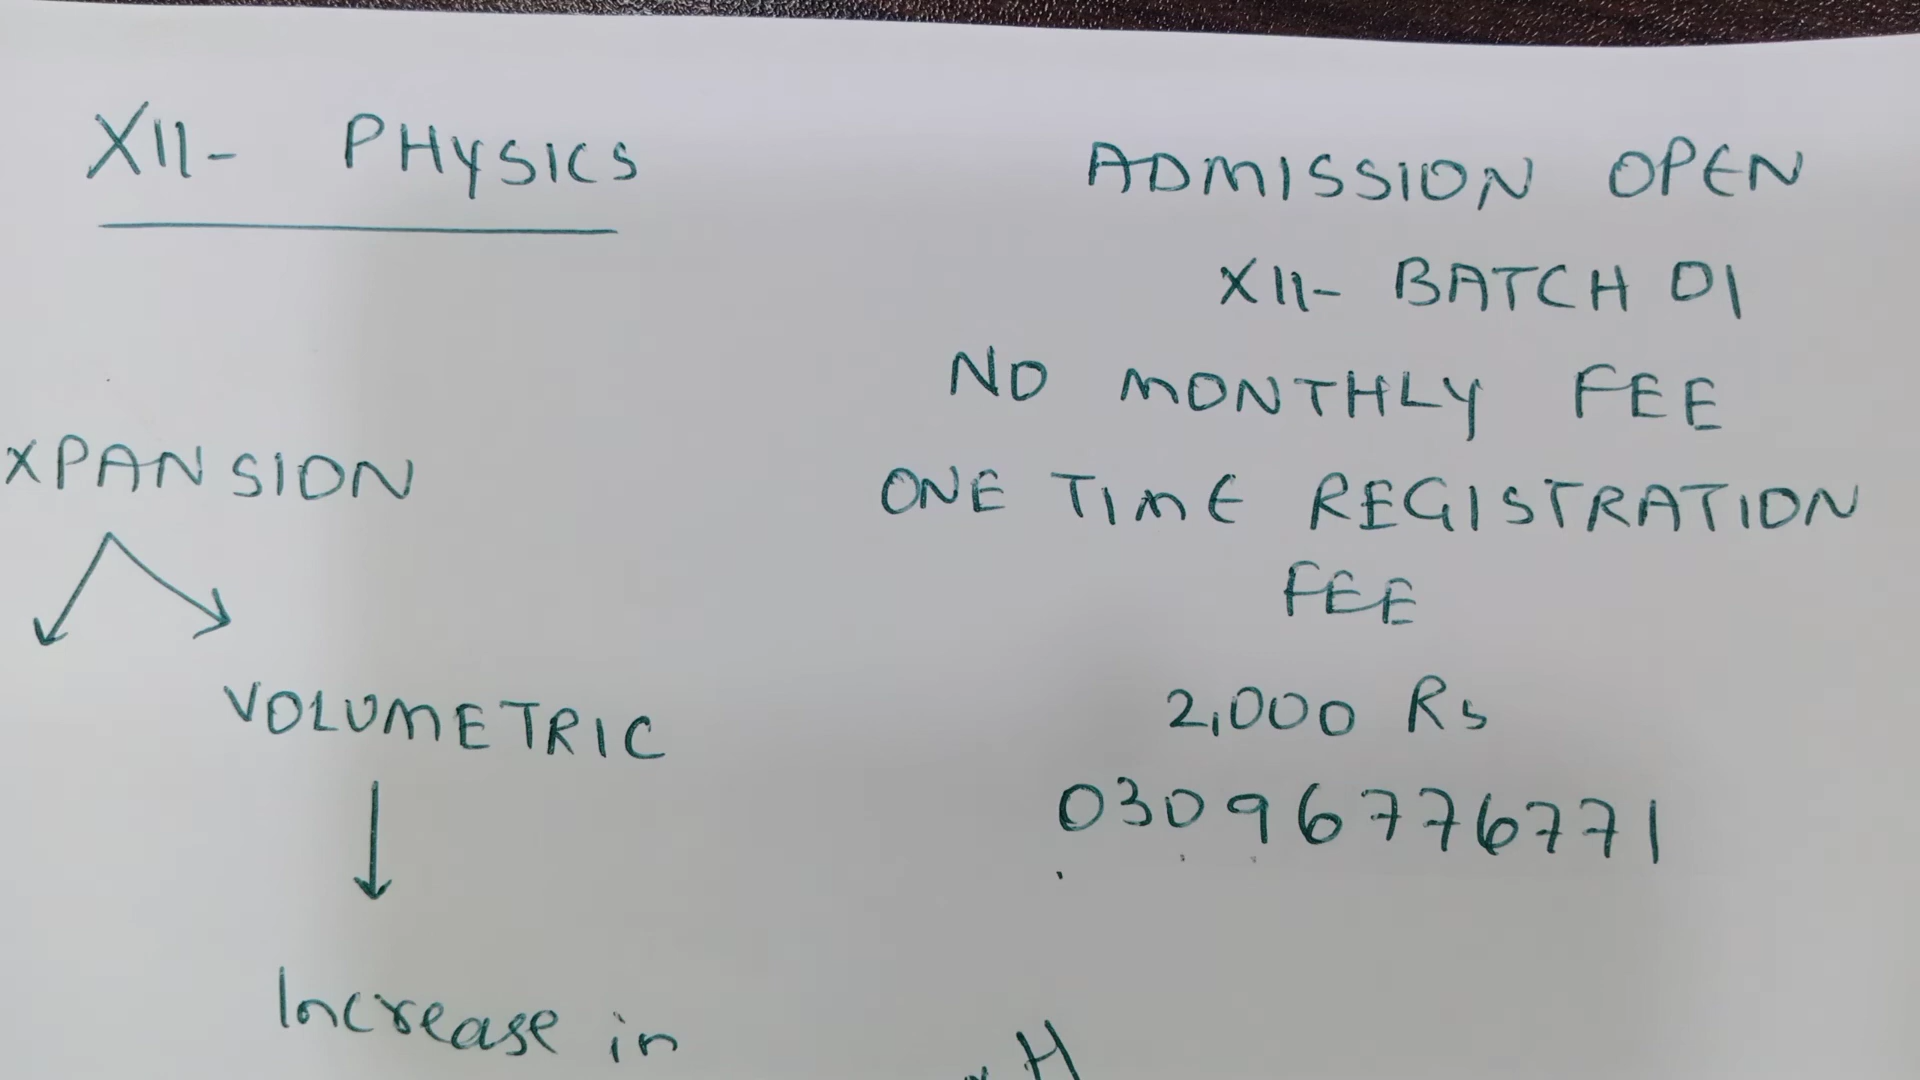 XII- PHYSICS
XPANSION
VOLUMETRIC
Increase in
ADMISSION OPEN
XII- BATCH 01
NO MONTHLY FEE
ONE TIME REGISTRATION
FEE
2,000 Rs
03096776771
H